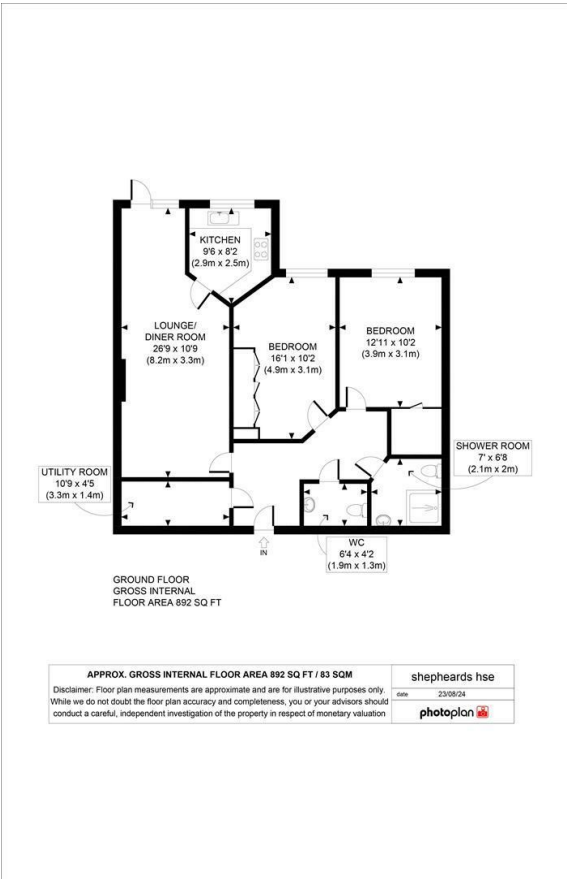 KITCHEN
9'6 x 8'2
(2.9m x 2.5m)
LOUNGE/
DINER ROOM
26'9 x 10'9
(8.2m x 3.3m)
BEDROOM
16'1 x 10'2
(4.9m x 3.1m)
BEDROOM
12'11 x 10'2
(3.9m x 3.1m)
SHOWER ROOM
7' x 6'8
(2.1m x 2m)
UTILITY ROOM
10'9 x 4'5
(3.3m x 1.4m)
WC
6'4 x 4'2
(1.9m x 1.3m)
IN
GROUND FLOOR
GROSS INTERNAL
FLOOR AREA 892 SQ FT
APPROX. GROSS INTERNAL FLOOR AREA 892 SQ FT / 83 SQM
Disclaimer: Floor plan measurements are approximate and are for illustrative purposes only.
While we do not doubt the floor plan accuracy and completeness, you or your advisors should
conduct a careful, independent investigation of the property in respect of monetary valuation
shepheards hse
date 23/08/24
photoplan